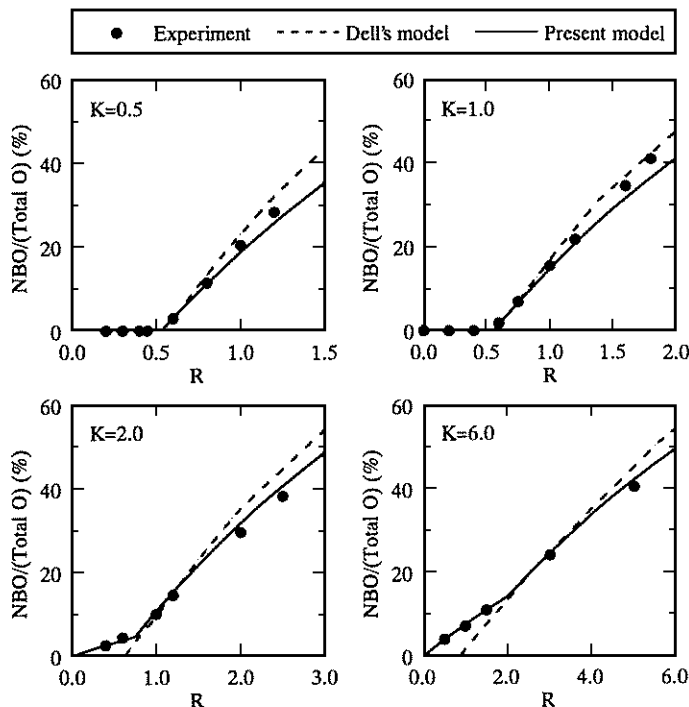 Experiment Dell's model Present model
K=0.5
NBO/(Total O) (%)
60
40
20
0
0.0 0.5 1.0 1.5
R
K=1.0
NBO/(Total O) (%)
60
40
20
0
0.0 0.5 1.0 1.5 2.0
R
K=2.0
NBO/(Total O) (%)
60
40
20
0
0.0 1.0 2.0 3.0
R
K=6.0
NBO/(Total O) (%)
60
40
20
0
0.0 2.0 4.0 6.0
R